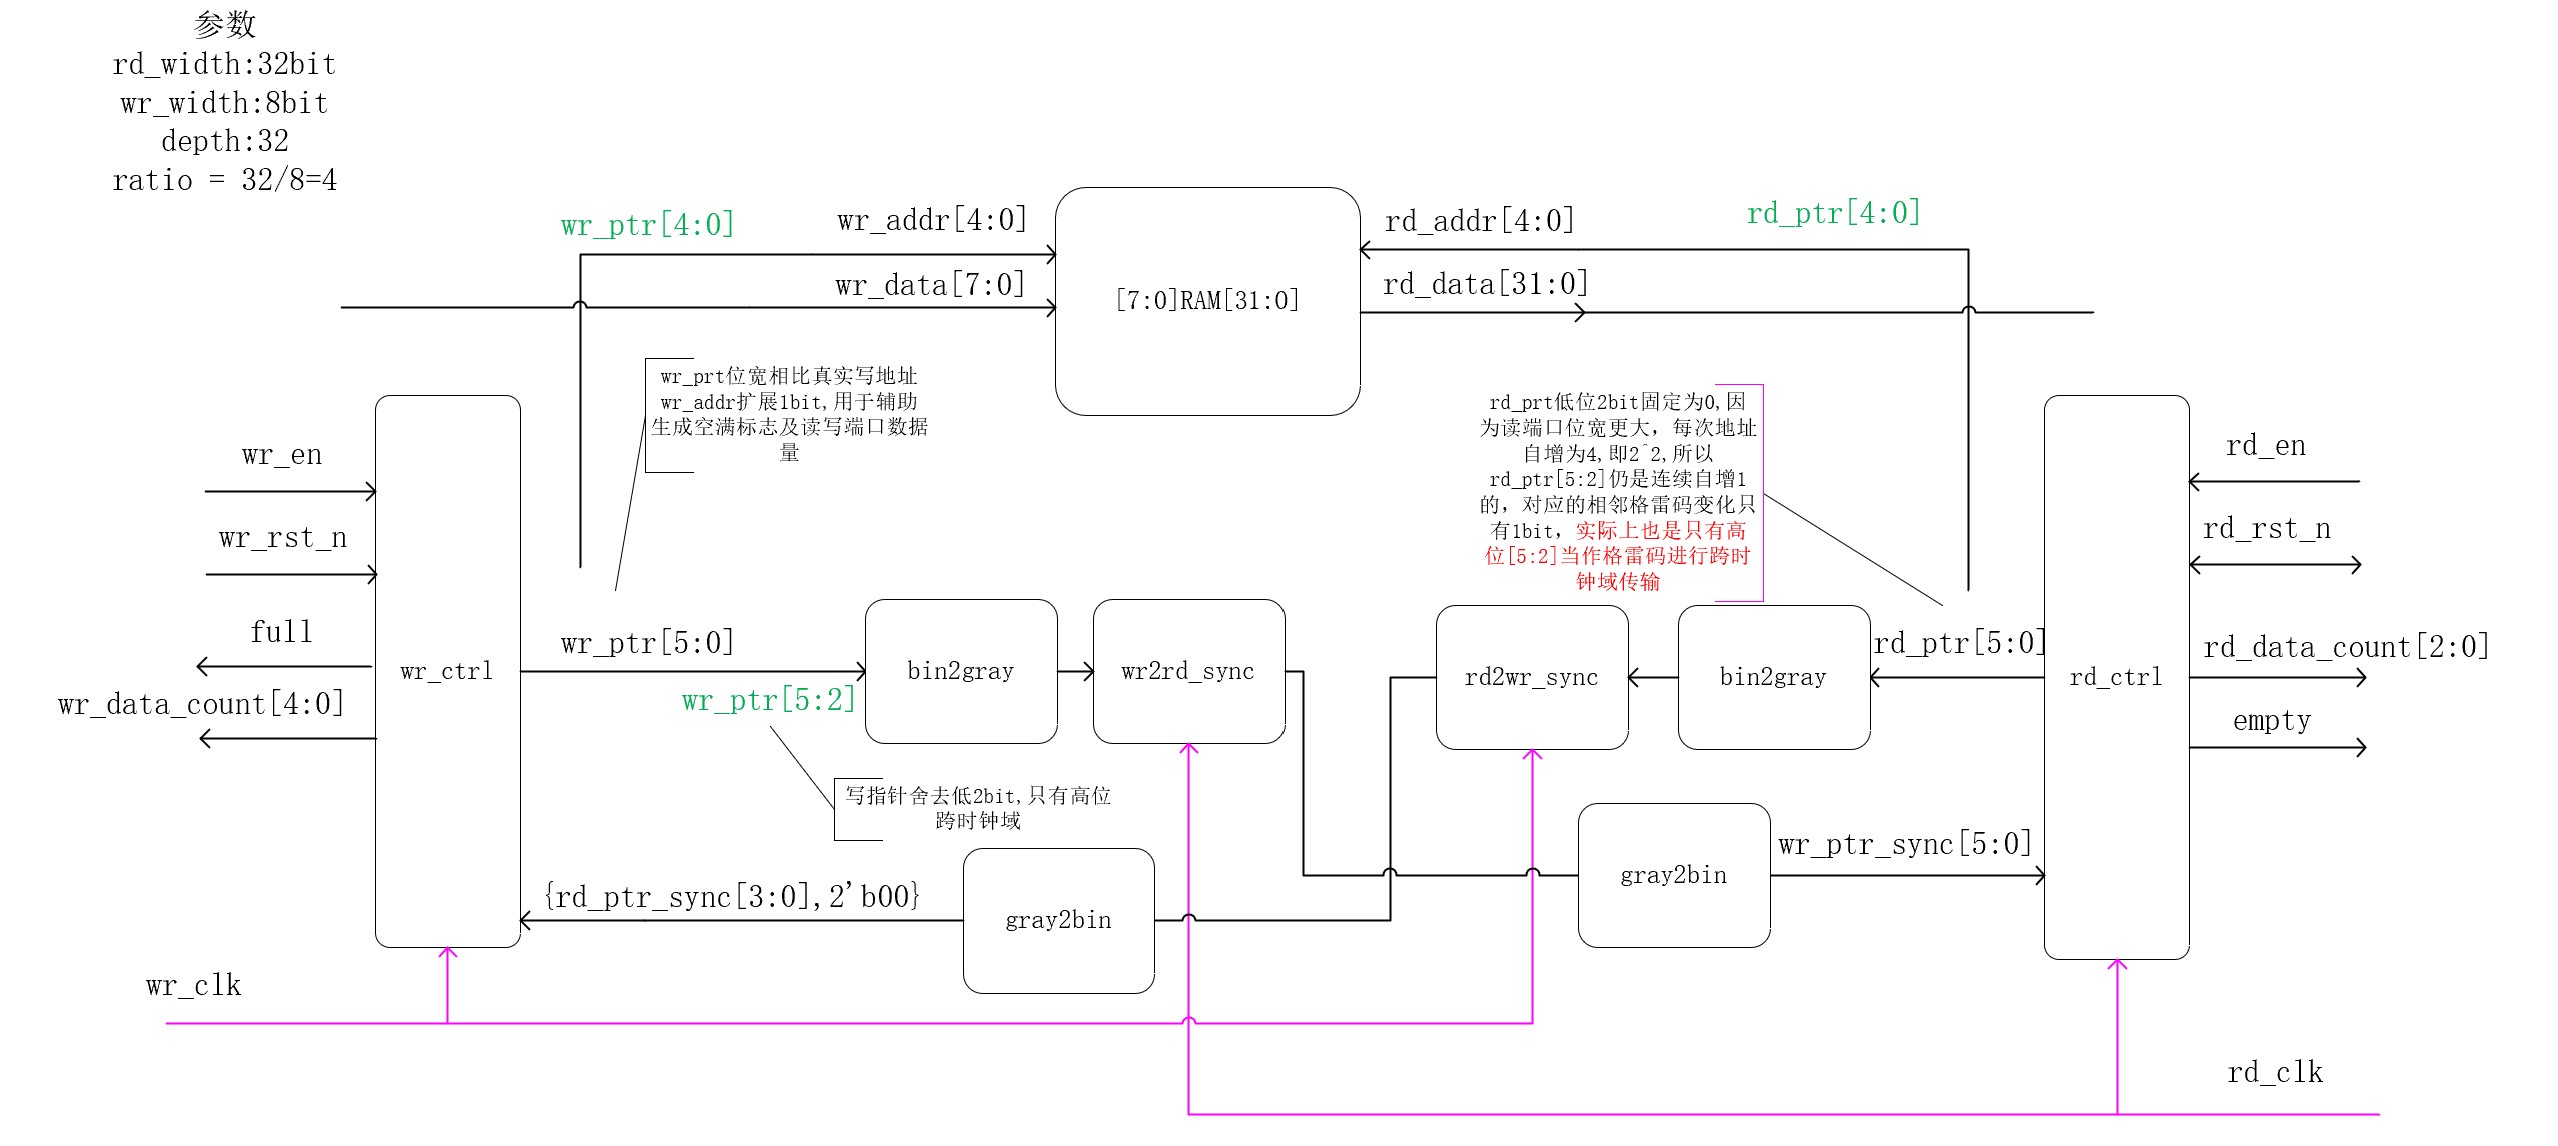 参数
rd_width:32bit
wr_width:8bit
depth:32
ratio = 32/8=4
wr_ptr[4:0]
wr_addr[4:0]
wr_data[7:0]
[7:0]RAM[31:0]
rd_addr[4:0]
rd_ptr[4:0]
rd_data[31:0]
wr_prt位宽相比真实写地址
wr_addr扩展1bit,用于辅助
生成空满标志及读写端口数据
量
rd_prt低位2bit固定为0,因
为读端口位宽更大，每次地址
自增为4,即2^2,所以
rd_ptr[5:2]仍是连续自增1
的，对应的相邻格雷码变化只
有1bit，实际上也是只有高
位[5:2]当作格雷码进行跨时
钟域传输
wr_en
wr_rst_n
full
wr_data_count[4:0]
wr_ctrl
wr_ptr[5:0]
wr_ptr[5:2]
bin2gray
wr2rd_sync
rd2wr_sync
bin2gray
rd_ptr[5:0]
rd_ctrl
rd_en
rd_rst_n
rd_data_count[2:0]
empty
写指针舍去低2bit,只有高位
跨时钟域
{rd_ptr_sync[3:0],2'b00}
gray2bin
gray2bin
wr_ptr_sync[5:0]
wr_clk
rd_clk